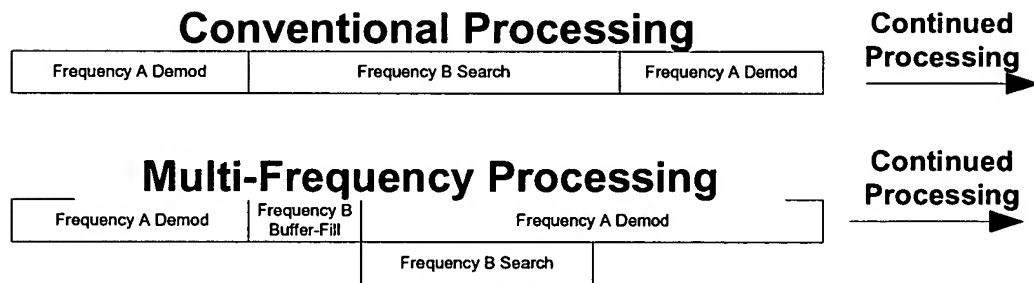 Conventional Processing
Continued
Processing
Frequency A Demod
Frequency B Search
Frequency A Demod
Multi-Frequency Processing
Continued
Processing
Frequency A Demod
Frequency B
Buffer-Fill
Frequency A Demod
Frequency B Search